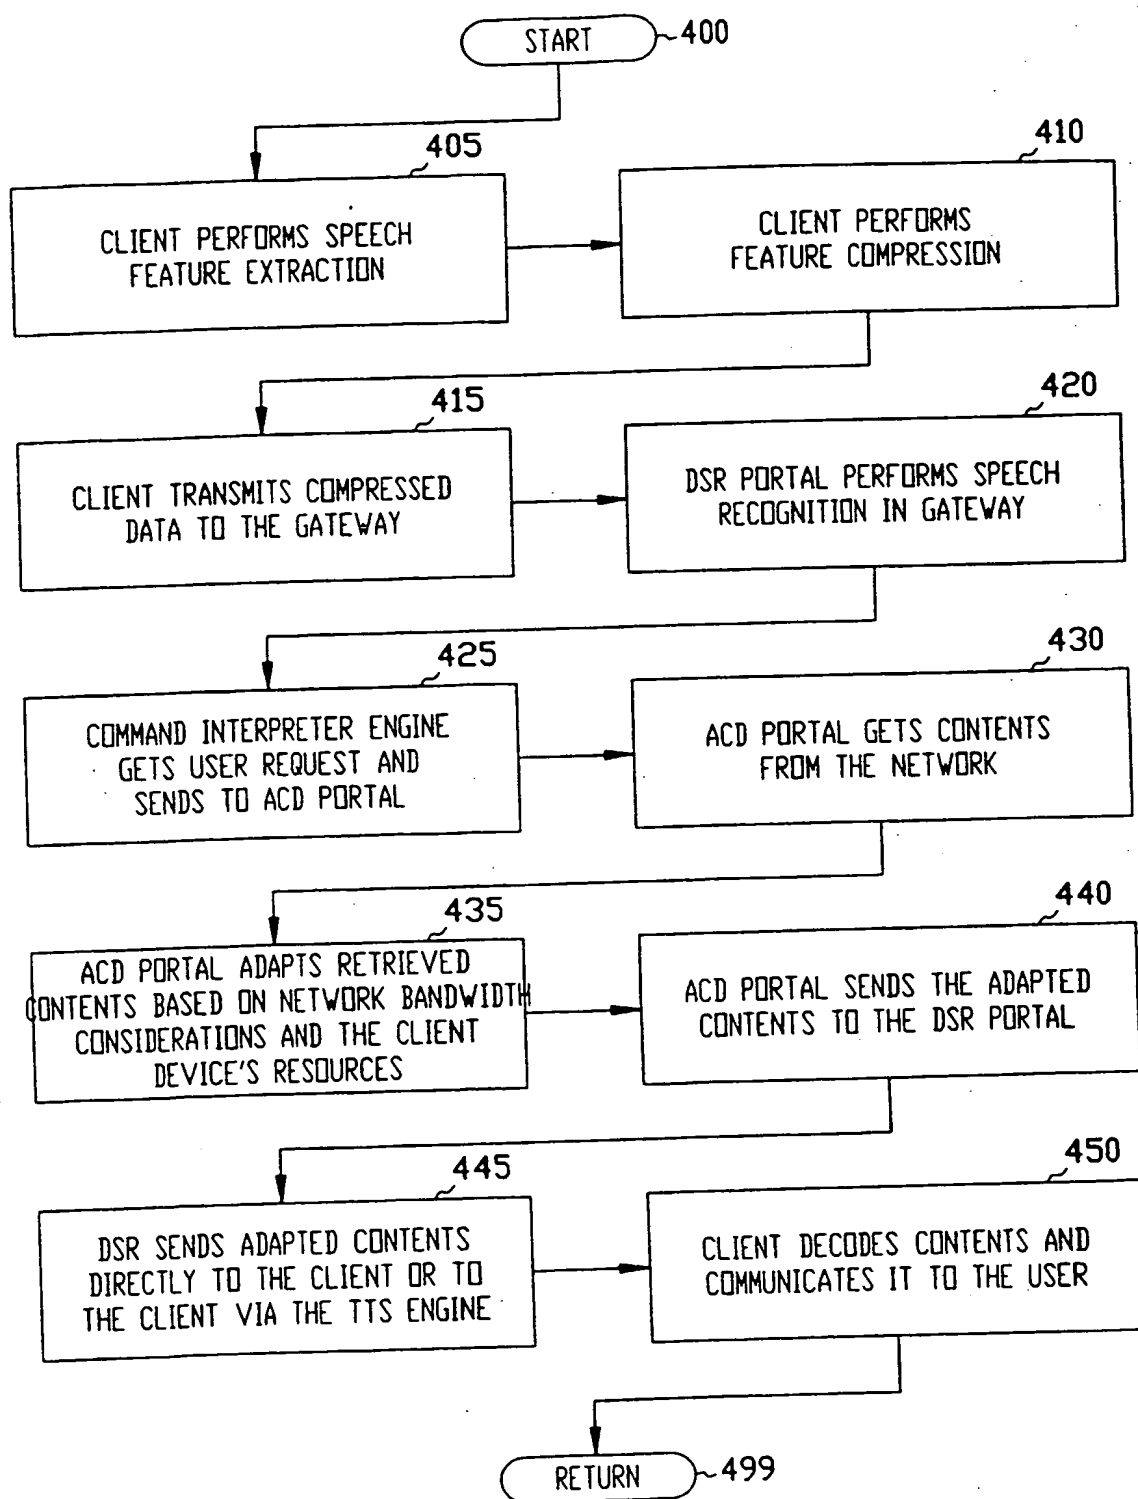 START
400
405
CLIENT PERFORMS SPEECH
FEATURE EXTRACTION
410
CLIENT PERFORMS
FEATURE COMPRESSION
415
CLIENT TRANSMITS COMPRESSED
DATA TO THE GATEWAY
420
DSR PORTAL PERFORMS SPEECH
RECOGNITION IN GATEWAY
425
COMMAND INTERPRETER ENGINE
GETS USER REQUEST AND
SENDS TO ACD PORTAL
430
ACD PORTAL GETS CONTENTS
FROM THE NETWORK
435
ACD PORTAL ADAPTS RETRIEVED
CONTENTS BASED ON NETWORK BANDWIDTH
CONSIDERATIONS AND THE CLIENT
DEVICE'S RESOURCES
440
ACD PORTAL SENDS THE ADAPTED
CONTENTS TO THE DSR PORTAL
445
DSR SENDS ADAPTED CONTENTS
DIRECTLY TO THE CLIENT OR TO
THE CLIENT VIA THE TTS ENGINE
450
CLIENT DECODES CONTENTS AND
COMMUNICATES IT TO THE USER
RETURN
499